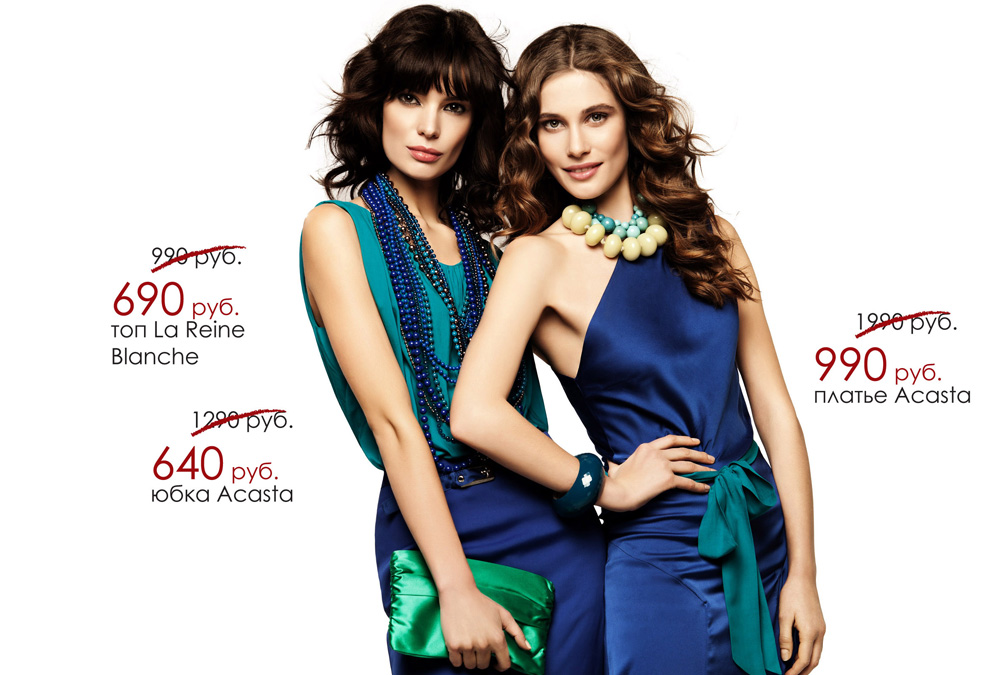 990 руб.
690 руб.
топ La Reine
Blanche
1290 руб.
640 руб.
юбка Acasta
1990 руб.
990 руб.
платье Acasta